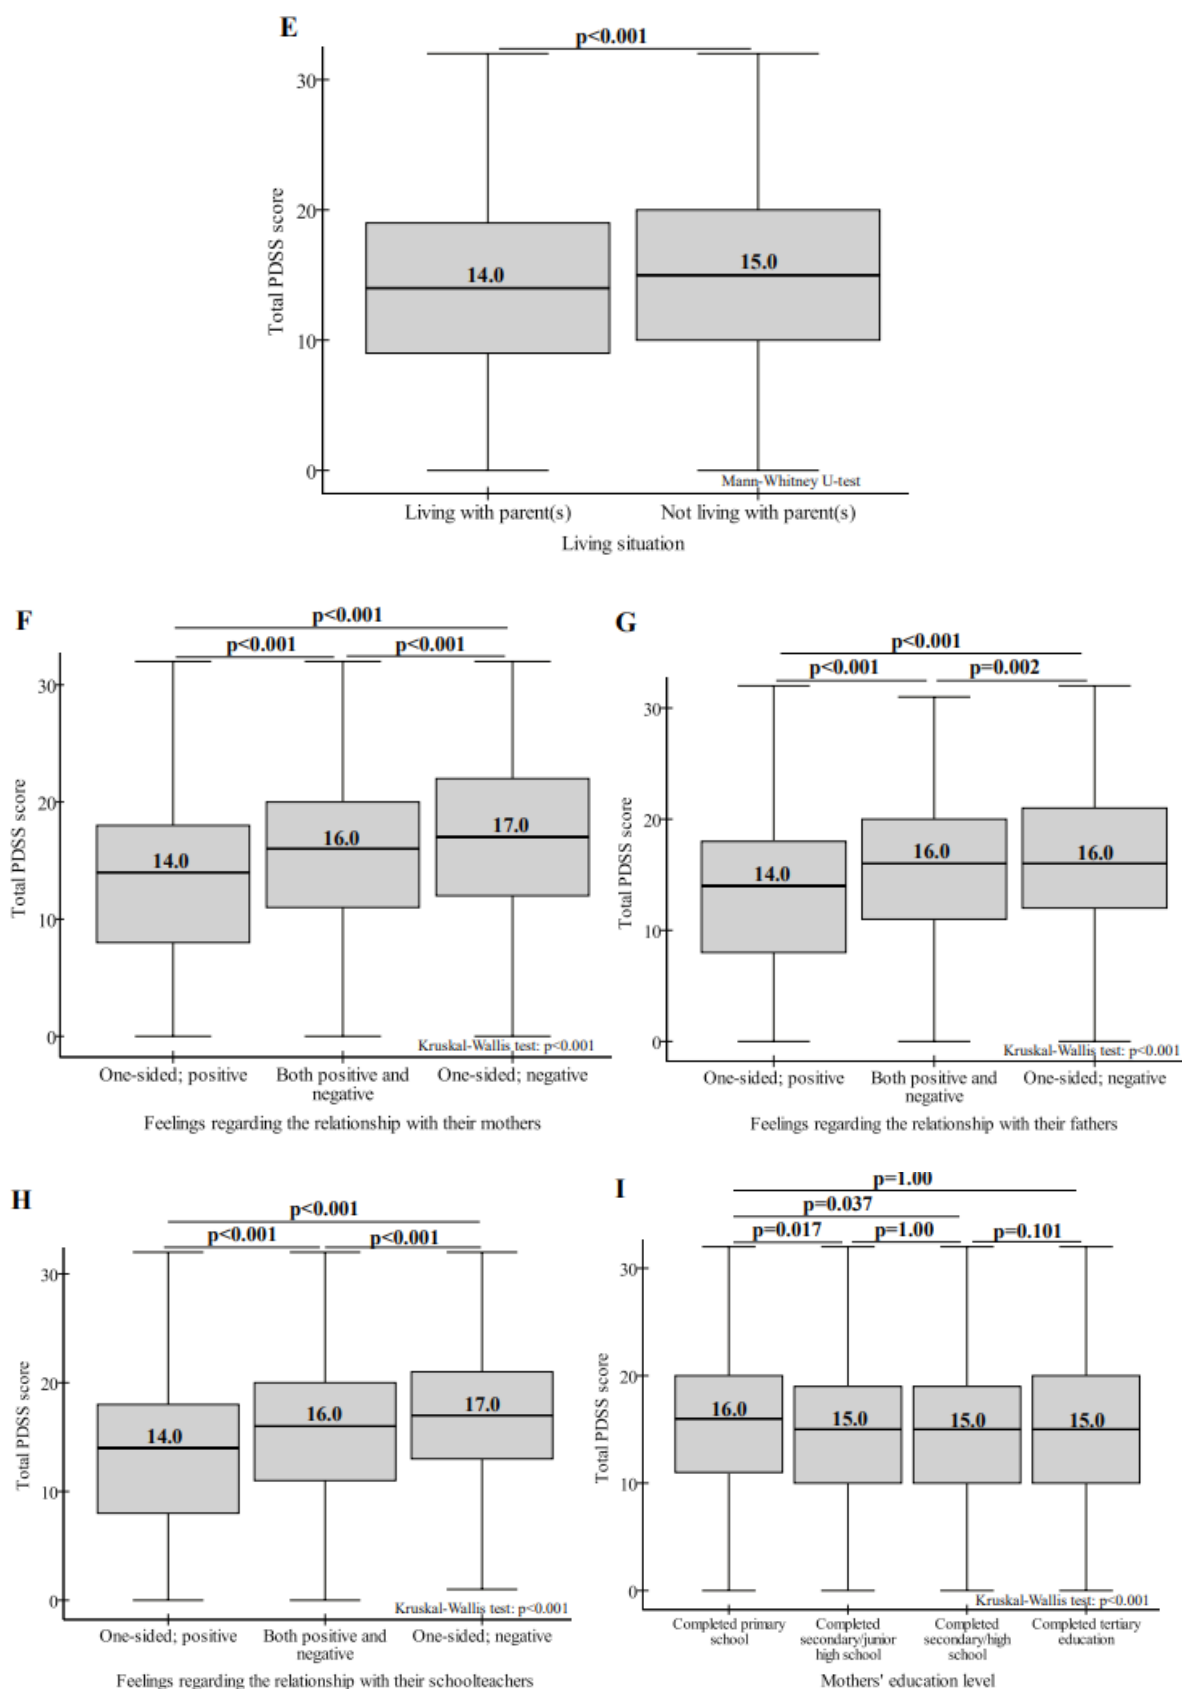 E
p<0.001
30
20
10
0
Total PDSS score
14.0
15.0
Mann-Whitney U-test
Living with parent(s)
Not living with parent(s)
Living situation
F
p<0.001
p<0.001
p<0.001
30
20
10
0
Total PDSS score
14.0
16.0
17.0
Kruskal-Wallis test: p<0.001
One-sided; positive
Both positive and
negative
One-sided; negative
Feelings regarding the relationship with their mothers
G
p<0.001
p<0.001
p=0.002
30
20
10
0
Total PDSS score
14.0
16.0
16.0
Kruskal-Wallis test: p<0.001
One-sided; positive
Both positive and
negative
One-sided; negative
Feelings regarding the relationship with their fathers
H
p<0.001
p<0.001
p<0.001
30
20
10
0
Total PDSS score
14.0
16.0
17.0
Kruskal-Wallis test: p<0.001
One-sided; positive
Both positive and
negative
One-sided; negative
Feelings regarding the relationship with their schoolteachers
I
p=1.00
p=0.037
p=0.017
p=1.00
p=0.101
30
20
10
0
Total PDSS score
16.0
15.0
15.0
15.0
Kruskal-Wallis test: p<0.001
Completed primary
school
Completed
secondary/junior
high school
Completed
secondary/high
school
Completed tertiary
education
Mothers' education level